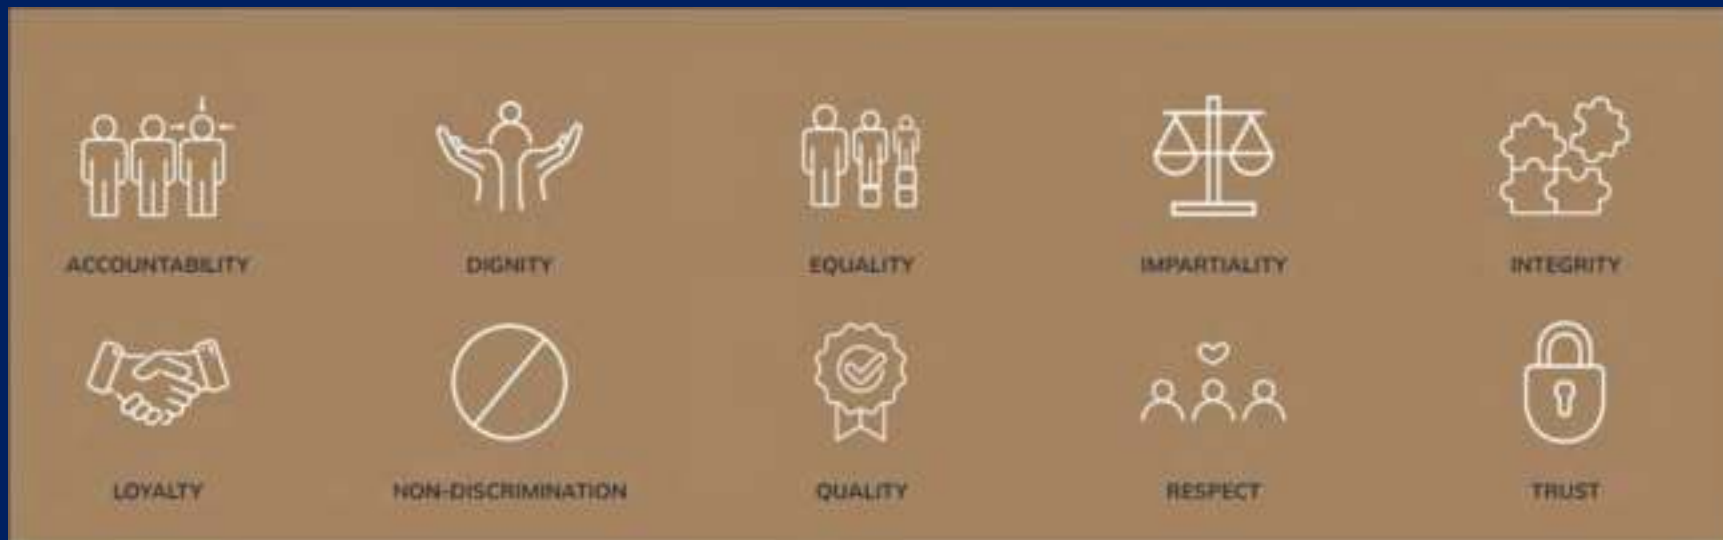 ACCOUNTABILITY
DIGNITY
EQUALITY
IMPARTIALITY
INTEGRITY
LOYALTY
NON-DISCRIMINATION
QUALITY
RESPECT
TRUST